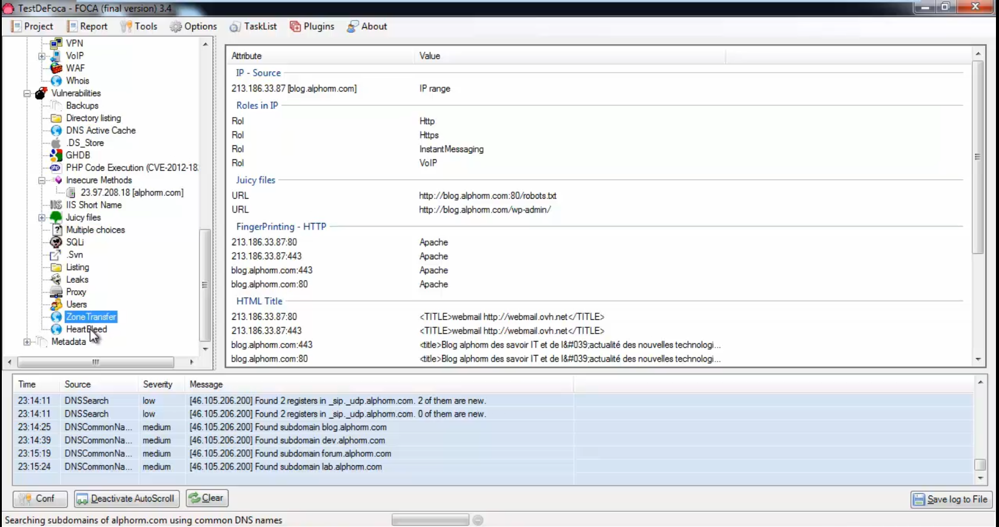 TestDeFoca - FOCA (final version) 3.4
Project Report Tools Options TaskList Plugins About
VPN
VoIP
WAF
Whois
Vulnerabilities
Backups
Directory listing
DNS Active Cache
.DS_Store
GHDB
PHP Code Execution (CVE-2012-18
Insecure Methods
23.97.208.18 [alphorm.com]
IIS Short Name
Juicy files
Multiple choices
SQLi
.Svn
Listing
Leaks
Proxy
Users
ZoneTransfer
HeartBleed
Metadata
Attribute Value
IP - Source
213.186.33.87 [blog.alphorm.com] IP range
Roles in IP
Rol Http
Rol Https
Rol InstantMessaging
Rol VoIP
Juicy files
URL http://blog.alphorm.com:80/robots.txt
URL http://blog.alphorm.com/wp-admin/
FingerPrinting - HTTP
213.186.33.87:80 Apache
213.186.33.87:443 Apache
blog.alphorm.com:443 Apache
blog.alphorm.com:80 Apache
HTML Title
213.186.33.87:80 <TITLE>webmail http://webmail.ovh.net</TITLE>
213.186.33.87:443 <TITLE>webmail http://webmail.ovh.net</TITLE>
blog.alphorm.com:443 <title>Blog alphorm des savoir IT et de l&#039;actualité des nouvelles technologi...
blog.alphorm.com:80 <title>Blog alphorm des savoir IT et de l&#039;actualité des nouvelles technologi...
Time Source Severity Message
23:14:11 DNSSearch low [46.105.206.200] Found 2 registers in _sip._udp.alphorm.com. 2 of them are new.
23:14:11 DNSSearch low [46.105.206.200] Found 2 registers in _sip._udp.alphorm.com. 0 of them are new.
23:14:25 DNSCommonNa... medium [46.105.206.200] Found subdomain blog.alphorm.com
23:14:39 DNSCommonNa... medium [46.105.206.200] Found subdomain dev.alphorm.com
23:15:19 DNSCommonNa... medium [46.105.206.200] Found subdomain forum.alphorm.com
23:15:24 DNSCommonNa... medium [46.105.206.200] Found subdomain lab.alphorm.com
Conf Deactivate AutoScroll Clear Save log to File
Searching subdomains of alphorm.com using common DNS names